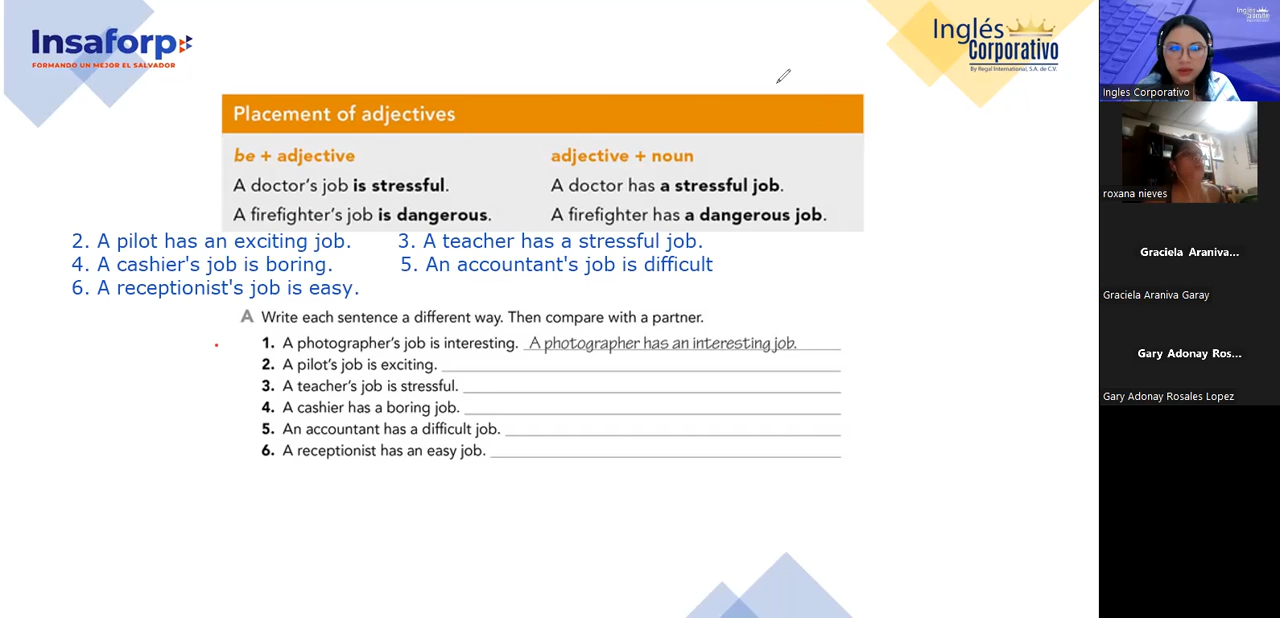 Insaforp
FORMANDO UN MEJOR EL SALVADOR
Inglés
Corporativo
By Regal International, S.A. de C.V.
Placement of adjectives
be + adjective adjective + noun
A doctor's job is stressful. A doctor has a stressful job.
A firefighter's job is dangerous. A firefighter has a dangerous job.
2. A pilot has an exciting job. 3. A teacher has a stressful job.
4. A cashier's job is boring. 5. An accountant's job is difficult
6. A receptionist's job is easy.
A Write each sentence a different way. Then compare with a partner.
1. A photographer's job is interesting. A photographer has an interesting job.
2. A pilot's job is exciting.
3. A teacher's job is stressful.
4. A cashier has a boring job.
5. An accountant has a difficult job.
6. A receptionist has an easy job.
Ingles Corporativo
roxana nieves
Graciela Araniva...
Graciela Araniva Garay
Gary Adonay Ros...
Gary Adonay Rosales Lopez